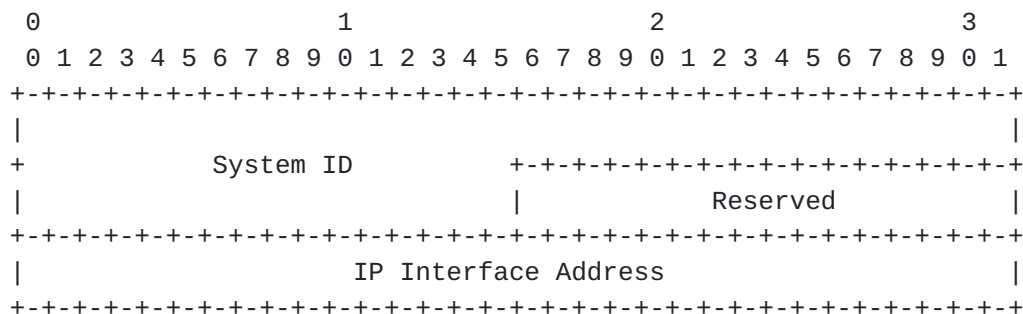 0                   1                   2                   3
 0 1 2 3 4 5 6 7 8 9 0 1 2 3 4 5 6 7 8 9 0 1 2 3 4 5 6 7 8 9 0 1
+-+-+-+-+-+-+-+-+-+-+-+-+-+-+-+-+-+-+-+-+-+-+-+-+-+-+-+-+-+-+-+-+
|                                                               |
+            System ID          +-+-+-+-+-+-+-+-+-+-+-+-+-+-+-+-+
|                               |            Reserved           |
+-+-+-+-+-+-+-+-+-+-+-+-+-+-+-+-+-+-+-+-+-+-+-+-+-+-+-+-+-+-+-+-+
|                     IP Interface Address                      |
+-+-+-+-+-+-+-+-+-+-+-+-+-+-+-+-+-+-+-+-+-+-+-+-+-+-+-+-+-+-+-+-+